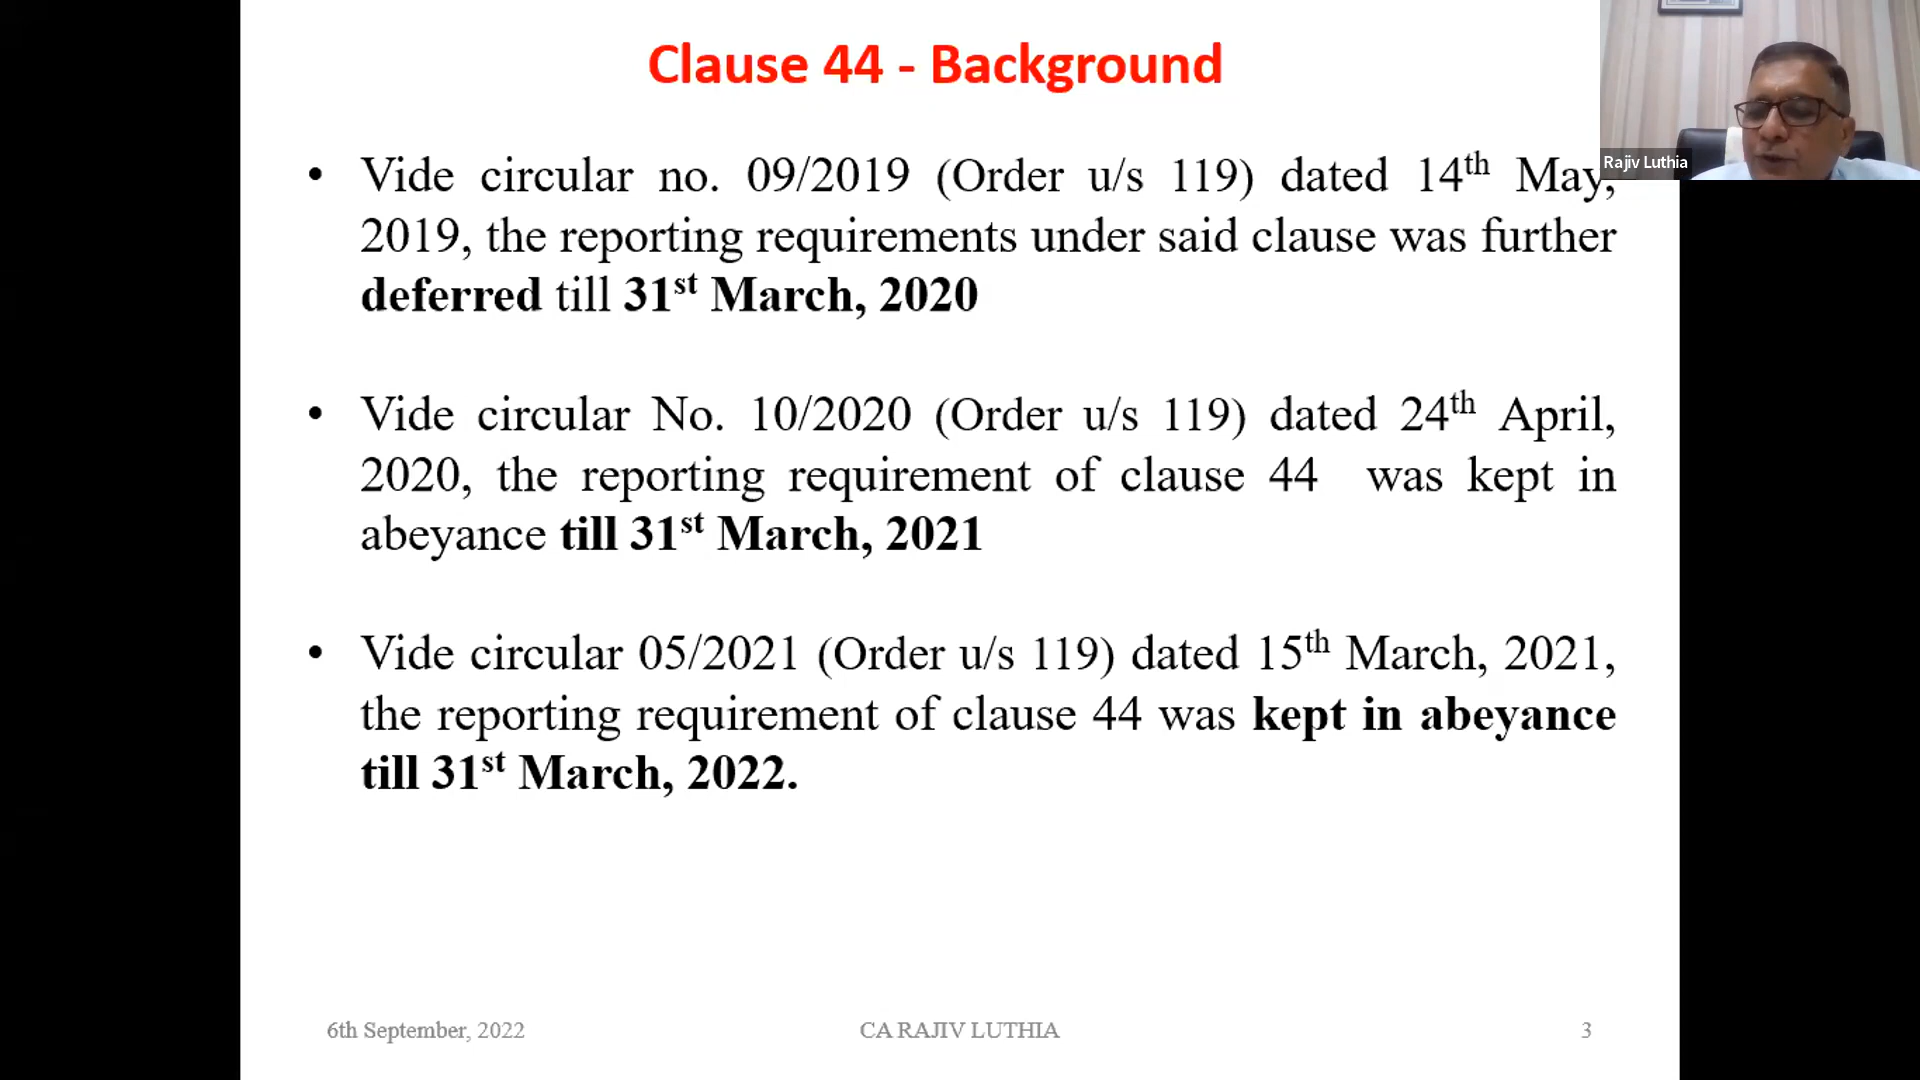 Clause 44 - Background
Rajiv Luthia
• Vide circular no. 09/2019 (Order u/s 119) dated 14th May,
2019, the reporting requirements under said clause was further
deferred till 31st March, 2020
• Vide circular No. 10/2020 (Order u/s 119) dated 24th April,
2020, the reporting requirement of clause 44 was kept in
abeyance till 31st March, 2021
• Vide circular 05/2021 (Order u/s 119) dated 15th March, 2021,
the reporting requirement of clause 44 was kept in abeyance
till 31st March, 2022.
6th September, 2022
CA RAJIV LUTHIA
3